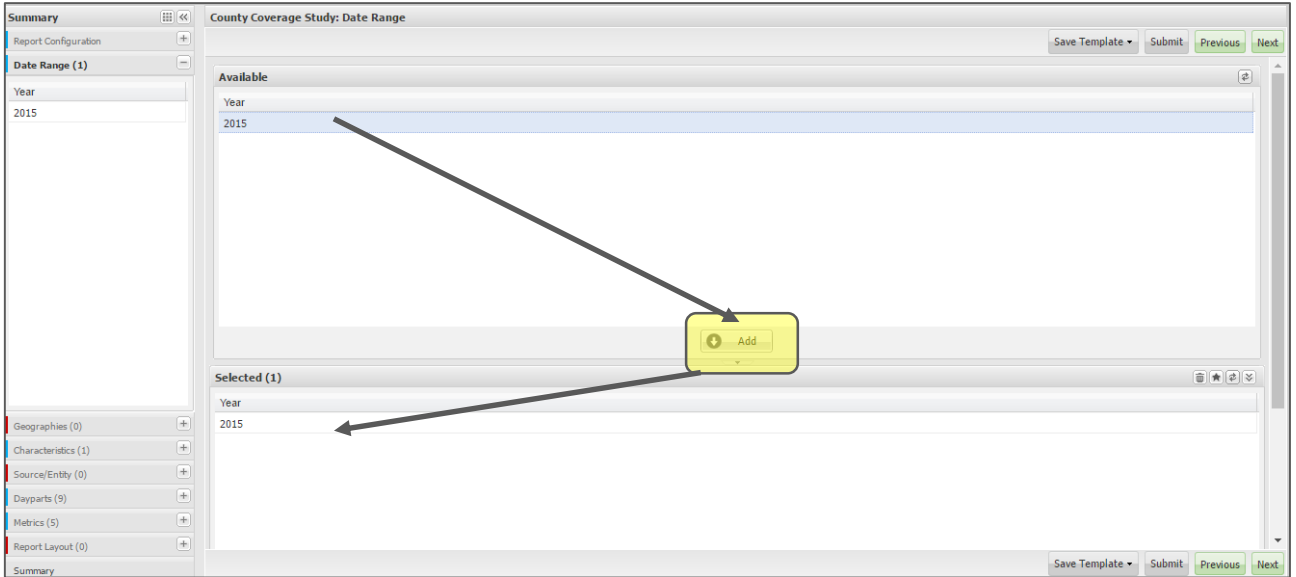 Summary
Report Configuration
Date Range (1)
Year
2015
Geographies (0)
Characteristics (1)
Source/Entity (0)
Dayparts (9)
Metrics (5)
Report Layout (0)
Summary
County Coverage Study: Date Range
Save Template Submit Previous Next
Available
Year
2015
Add
Selected (1)
Year
2015
Save Template Submit Previous Next